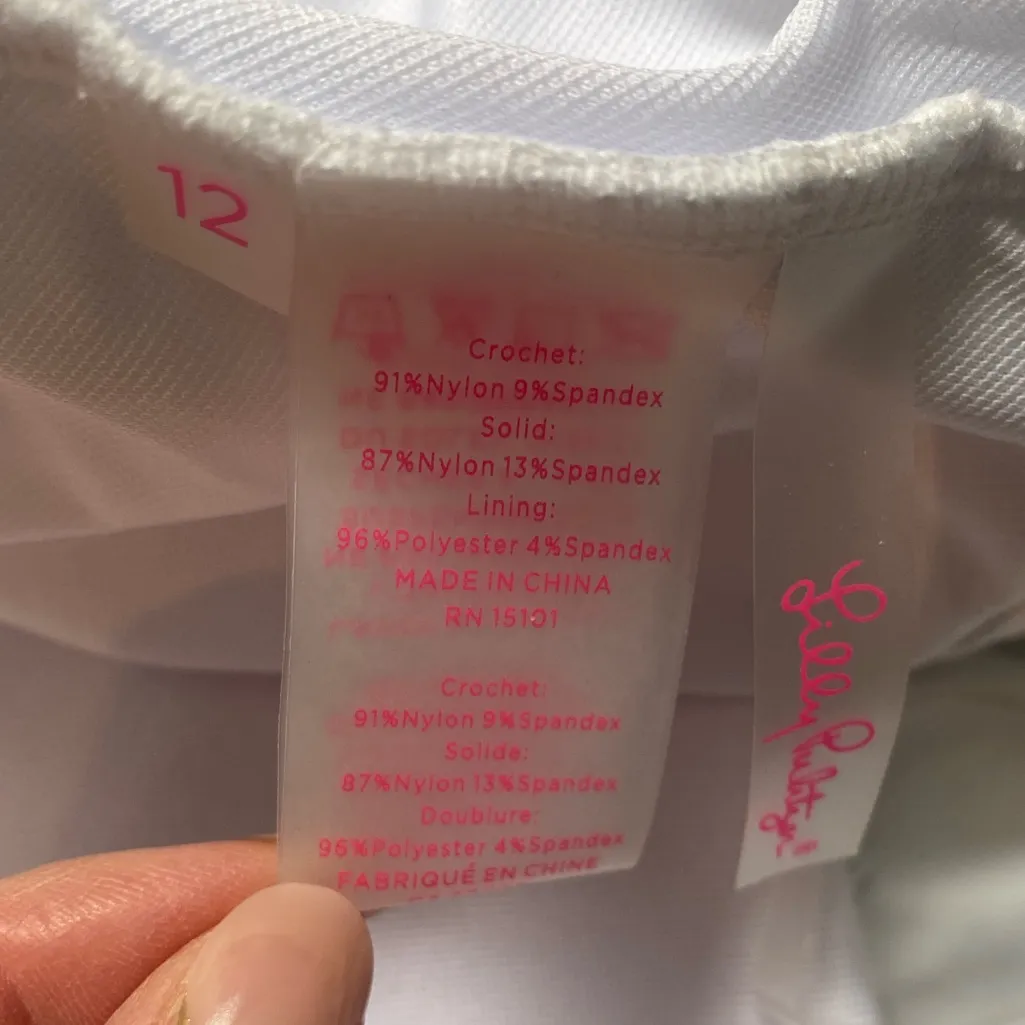 12
Crochet:
91%Nylon 9%Spandex
Solid:
87%Nylon 13%Spandex
Lining:
96%Polyester 4%Spandex
MADE IN CHINA
RN 15101
Crochet:
91%Nylon 9%Spandex
Solide:
87%Nylon 13%Spandex
Doublure:
96%Polyester 4%Spandex
FABRIQUÉ EN CHINE
Lilly Pulitzer®